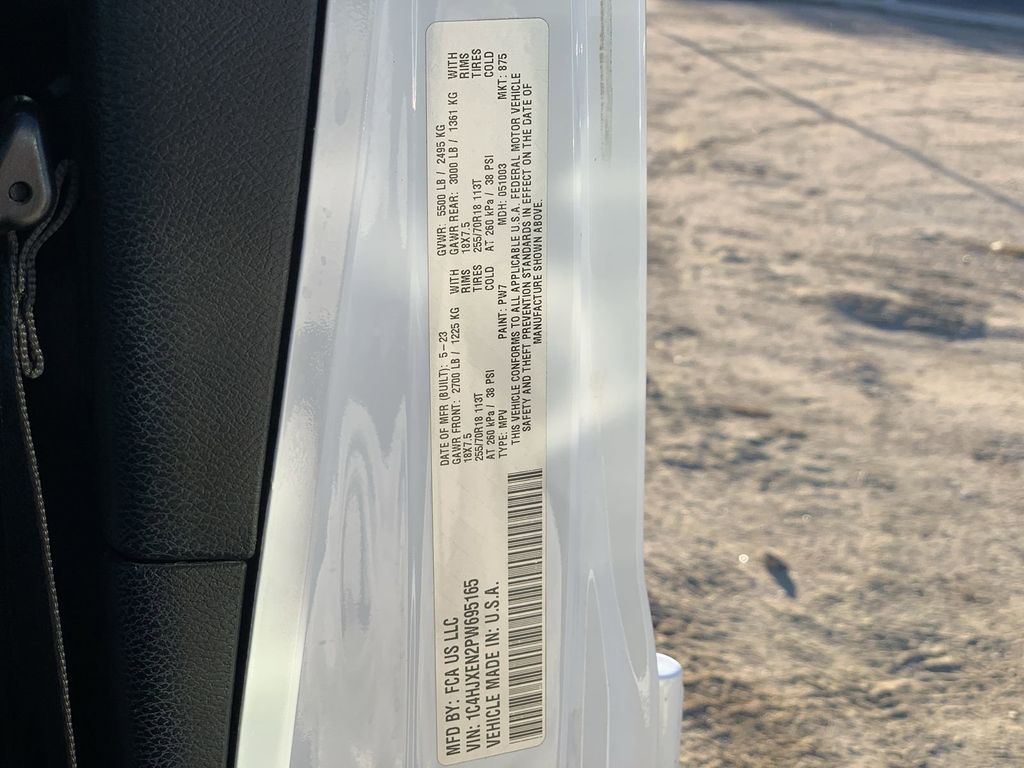 MFD BY: FCA US LLC
VIN: 1C4HJXEN2PW695165
VEHICLE MADE IN: U.S.A.
DATE OF MFR (BUILT): 5-23 GVWR: 5500 LB / 2495 KG
GAWR FRONT: 2700 LB / 1225 KG WITH GAWR REAR: 3000 LB / 1361 KG WITH
18X7.5 RIMS 18X7.5 RIMS
255/70R18 113T TIRES 255/70R18 113T TIRES
AT 260 kPa / 38 PSI COLD AT 260 kPa / 38 PSI COLD
TYPE: MPV PAINT: PW7 MDH: 051003 MKT: 875
THIS VEHICLE CONFORMS TO ALL APPLICABLE U.S.A. FEDERAL MOTOR VEHICLE
SAFETY AND THEFT PREVENTION STANDARDS IN EFFECT ON THE DATE OF
MANUFACTURE SHOWN ABOVE.